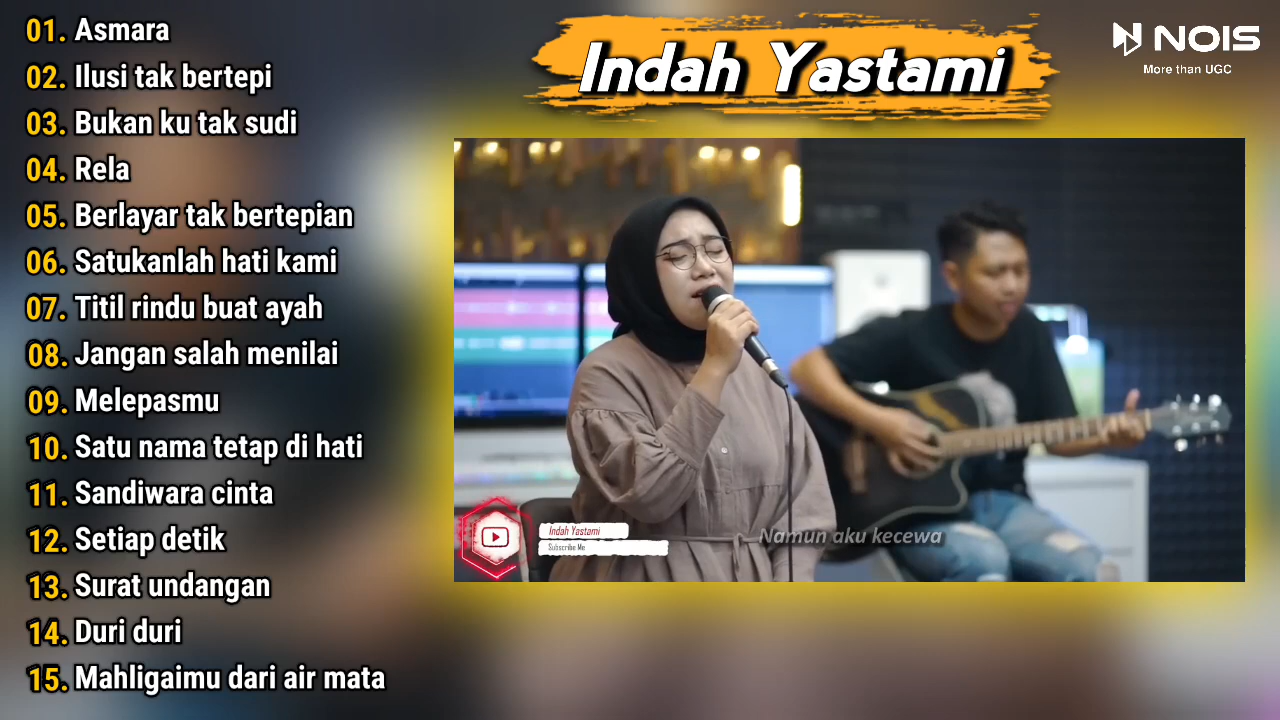 01. Asmara
02. Ilusi tak bertepi
03. Bukan ku tak sudi
04. Rela
05. Berlayar tak bertepian
06. Satukanlah hati kami
07. Titil rindu buat ayah
08. Jangan salah menilai
09. Melepasmu
10. Satu nama tetap di hati
11. Sandiwara cinta
12. Setiap detik
13. Surat undangan
14. Duri duri
15. Mahligaimu dari air mata
Indah Yastami
NOIS
More than UGC
Indah Yastami
Subscribe Me
Namun aku kecewa